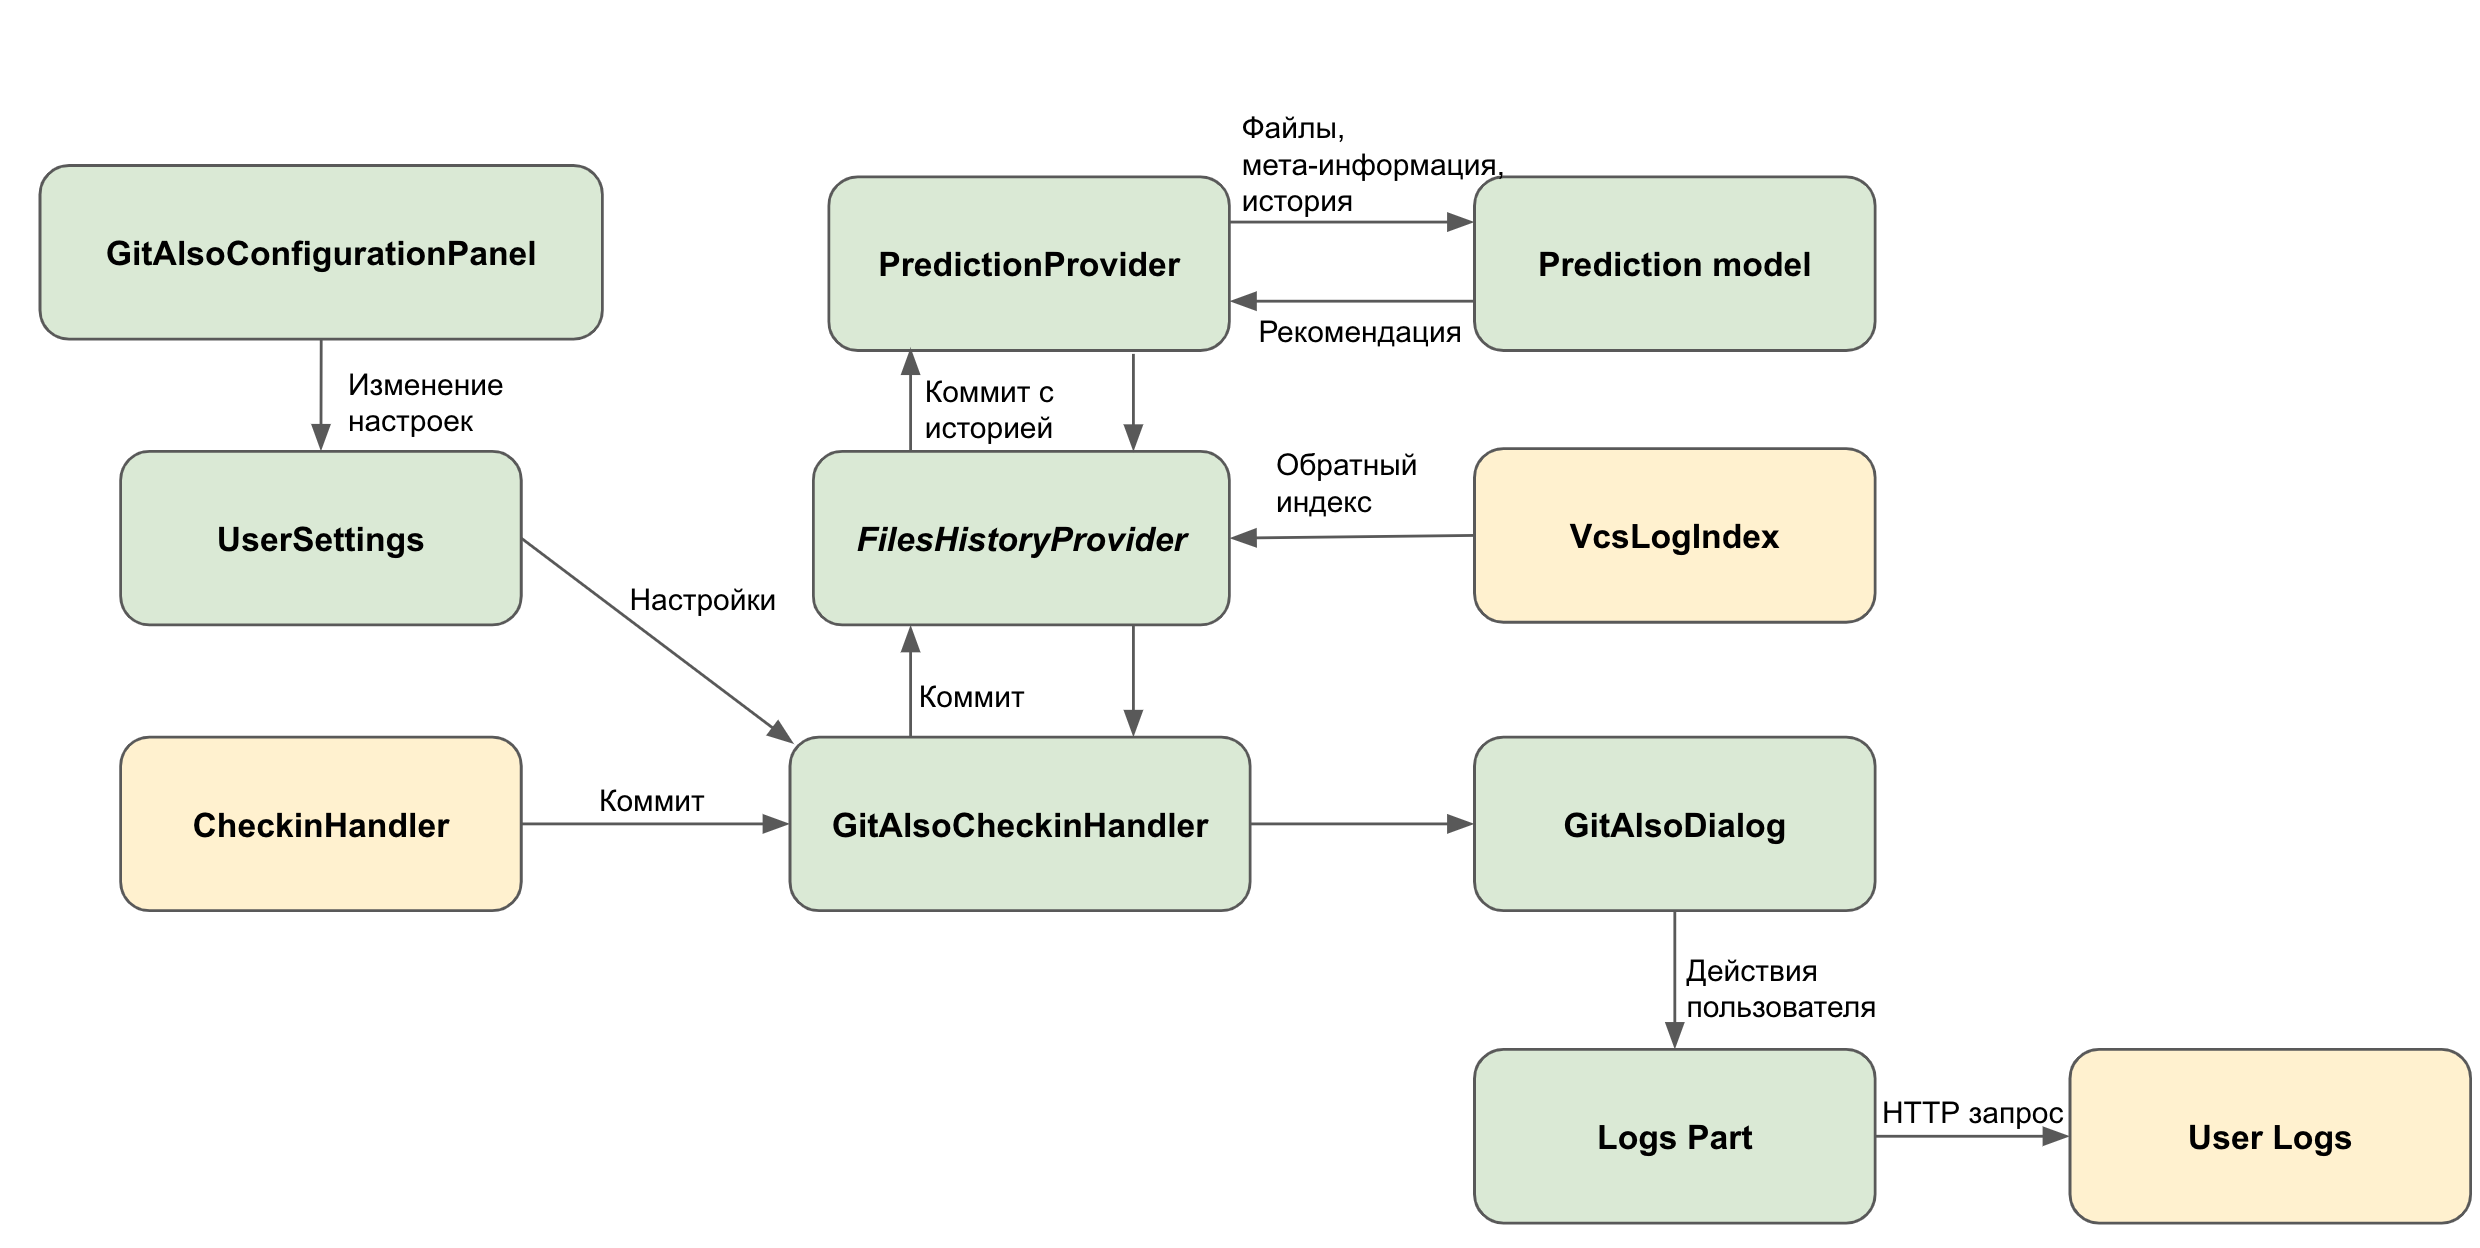 Файлы,
мета-информация,
история
GitAlsoConfigurationPanel
PredictionProvider
Prediction model
Рекомендация
Изменение
настроек
Коммит с
историей
Обратный
индекс
UserSettings
FilesHistoryProvider
VcsLogIndex
Настройки
Коммит
Коммит
CheckinHandler
GitAlsoCheckinHandler
GitAlsoDialog
Действия
пользователя
HTTP запрос
Logs Part
User Logs